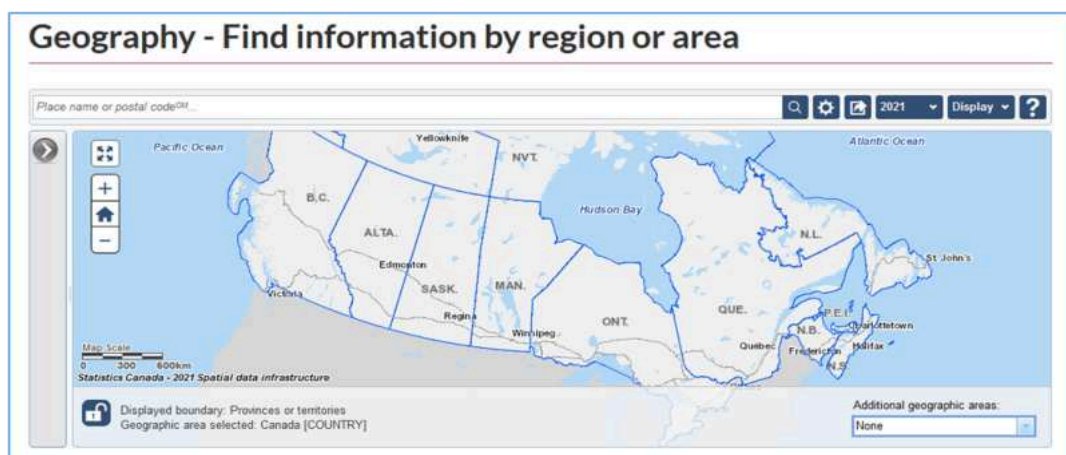 Geography - Find information by region or area
Place name or postal codeᴼᴹ...
2021
Display
?
Pacific Ocean
Yellowknife
NVT.
Atlantic Ocean
B.C.
Hudson Bay
ALTA.
N.L.
Edmonton
St John's
SASK.
MAN.
Victoria
Regina
Winnipeg
ONT.
QUE.
P.E.I.
Charlottetown
N.B.
Québec
Fredericton
Halifax
N.S.
Map Scale
0 300 600km
Statistics Canada - 2021 Spatial data infrastructure
Displayed boundary: Provinces or territories
Geographic area selected: Canada [COUNTRY]
Additional geographic areas:
None